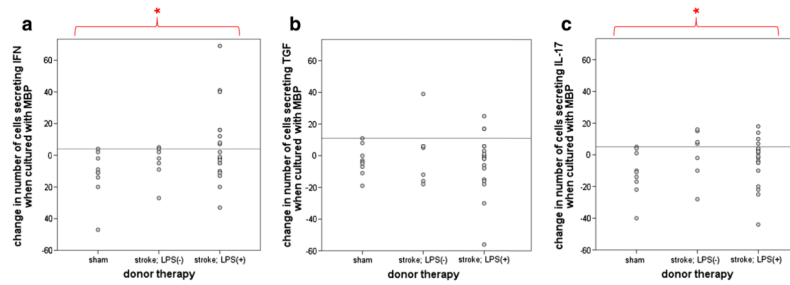 a
*
change in number of cells secreting IFN
when cultured with MBP
60
40
20
0
20
40
-60
sham
stroke; LPS(-)
stroke; LPS(+)
donor therapy
b
change in number of cells secreting TGF
when cultured with MBP
60
40
20
0
-20
-40
-60
sham
stroke; LPS(-)
stroke; LPS(+)
donor therapy
c
*
change in number of cells secreting IL-17
when cultured with MBP
60
40
20
0
-20
-40
-60
sham
stroke; LPS(-)
stroke; LPS(+)
donor therapy